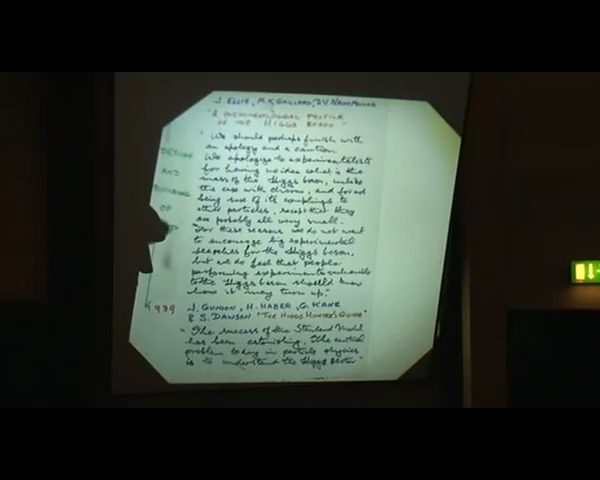 J. ELLIS, M.K GAILLARD, D.V. NANOPOULOS
"A PHENOMENOLOGICAL PROFILE
OF THE HIGGS BOSON"
"We should perhaps finish with
an apology and a caution.
We apologize to experimentalists
for having no idea what is the
mass of the Higgs boson, unlike
the case with charm, and for not
being sure of its couplings to
other particles, except that they
are probably all very small.
For these reasons we do not want
to encourage big experimental
searches for the Higgs boson,
but we do feel that people
performing experiments vulnerable
to the Higgs boson should know
how it may turn up."
DESIGN
AND
OF
J. GUNION, H. HABER, G. KANE
& S. DAWSON "THE HIGGS HUNTER'S GUIDE"
"The success of the Standard Model
has been astonishing. The central
problem today in particle physics
is to understand the Higgs sector"